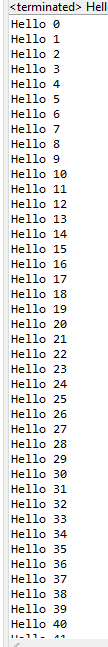 <terminated> Hell
Hello 0
Hello 1
Hello 2
Hello 3
Hello 4
Hello 5
Hello 6
Hello 7
Hello 8
Hello 9
Hello 10
Hello 11
Hello 12
Hello 13
Hello 14
Hello 15
Hello 16
Hello 17
Hello 18
Hello 19
Hello 20
Hello 21
Hello 22
Hello 23
Hello 24
Hello 25
Hello 26
Hello 27
Hello 28
Hello 29
Hello 30
Hello 31
Hello 32
Hello 33
Hello 34
Hello 35
Hello 36
Hello 37
Hello 38
Hello 39
Hello 40